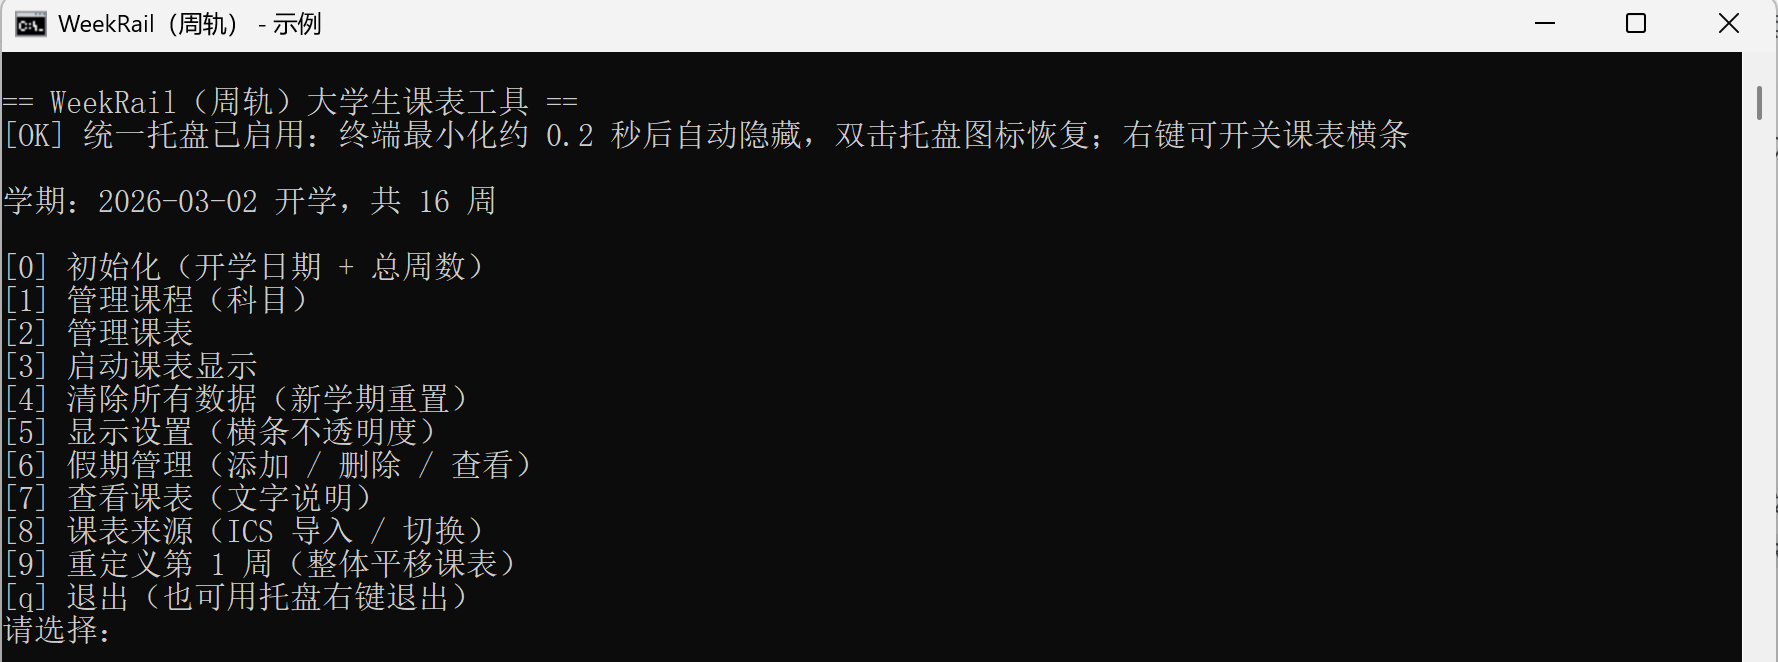 WeekRail（周轨） - 示例
== WeekRail（周轨）大学生课表工具 ==
[OK] 统一托盘已启用：终端最小化约 0.2 秒后自动隐藏，双击托盘图标恢复；右键可开关课表横条
学期：2026-03-02 开学，共 16 周
[0] 初始化（开学日期 + 总周数）
[1] 管理课程（科目）
[2] 管理课表
[3] 启动课表显示
[4] 清除所有数据（新学期重置）
[5] 显示设置（横条不透明度）
[6] 假期管理（添加 / 删除 / 查看）
[7] 查看课表（文字说明）
[8] 课表来源（ICS 导入 / 切换）
[9] 重定义第 1 周（整体平移课表）
[q] 退出（也可用托盘右键退出）
请选择：